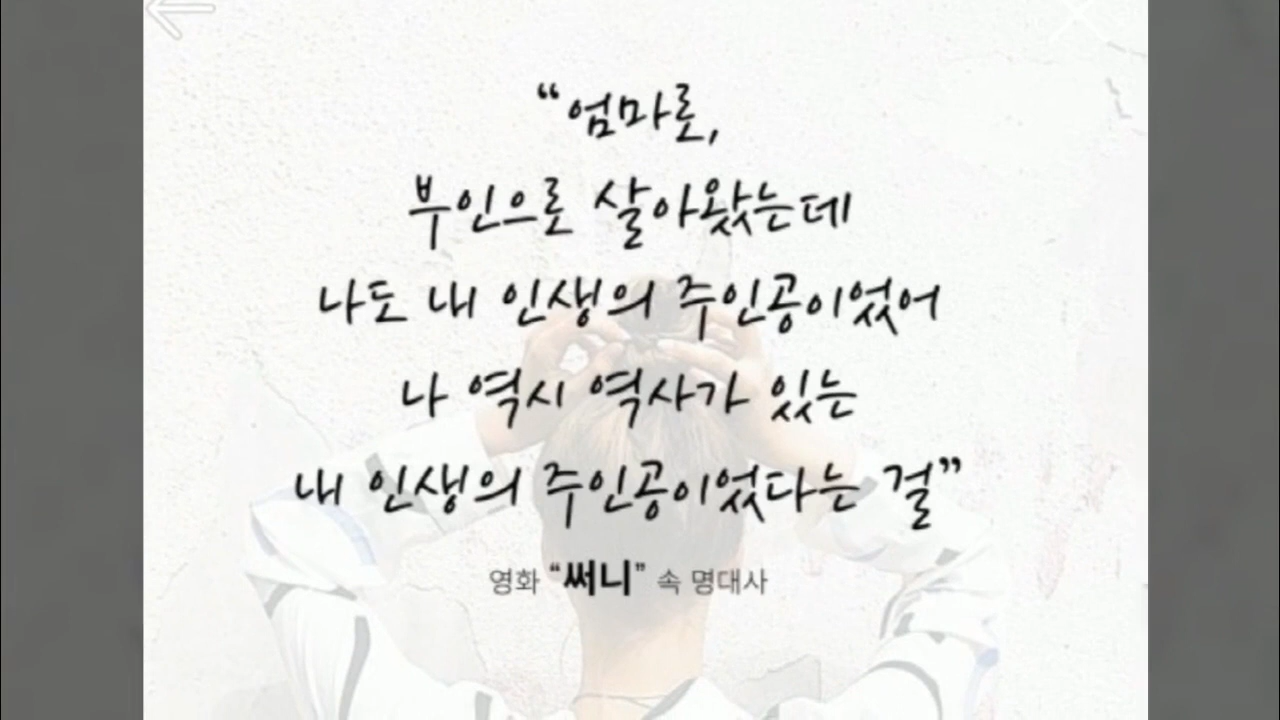 “엄마로,
부인으로 살아왔는데
나도 내 인생의 주인공이었어
나 역시 역사가 있는
내 인생의 주인공이었다는 걸”
영화 “써니” 속 명대사